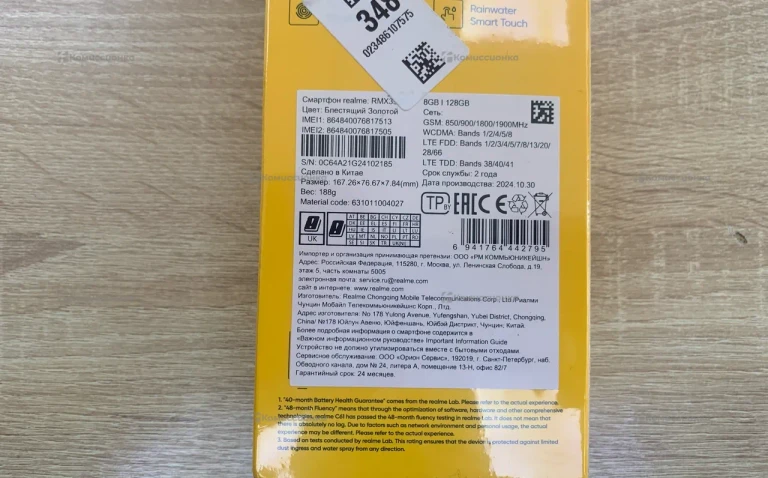 Rainwater
Smart Touch
348
023486107575
Комиссионка
Комиссионка
Смартфон realme: RMX3
Цвет: Блестящий Золотой
IMEI1: 864840076817513
IMEI2: 864840076817505
S/N: 0C64A21G24102185
Сделано в Китае
Размер: 167.26×76.67×7.84(mm)
Вес: 188g
Material code: 631011004027
8GB I 128GB
Сеть:
GSM: 850/900/1800/1900MHz
WCDMA: Bands 1/2/4/5/8
LTE FDD: Bands 1/2/3/4/5/7/8/13/20/
28/66
LTE TDD: Bands 38/40/41
Срок службы: 2 года
Дата производства: 2024.10.30
TP BY EAC CE
UK
6 941764 442795
Импортер и организация принимающая претензии: ООО «РМ КОММЬЮНИКЕЙШН»
Адрес: Российская Федерация, 115280, г. Москва, ул. Ленинская Слобода, д.19,
этаж 5, часть комнаты 5005
электронная почта: service.ru@realme.com
сайт в интернете: www.realme.com
Изготовитель: Realme Chongqing Mobile Telecommunications Corp., Ltd./Риалми
Чунцин Мобайл Телекоммьюникейшнс Корп., Лтд.
Адрес изготовителя: No 178 Yulong Avenue, Yufengshan, Yubei District, Chongqing,
China/ №178 Юйлун Авеню, Юйфеншань, Юйбэй Дистрикт, Чунцин, Китай
Более подробная информация о смартфоне содержится в
«Важном информационном руководстве» Important Information Guide
Устройство не должно утилизироваться вместе с бытовыми отходами.
Сервисное обслуживание: ООО «Орион Сервис», 192019, г. Санкт-Петербург, наб.
Обводного канала, дом № 24, литера А, помещение 13-Н, офис 82/7
Гарантийный срок: 24 месяцев.
1. "40-month Battery Health Guarantee" comes from the realme Lab. Please refer to the actual experience.
2. "48-month Fluency" means that through the optimization of software, hardware and other comprehensive
technologies, realme C61 has passed the 48-month fluency testing in realme Lab. It does not mean that
there is absolutely no lag. Due to factors such as network environment and personal usage, the actual
experience may be different. Please refer to the actual experience.
3. Based on tests conducted by realme Lab. This rating ensures that the device is protected against limited
dust ingress and water spray from any direction.